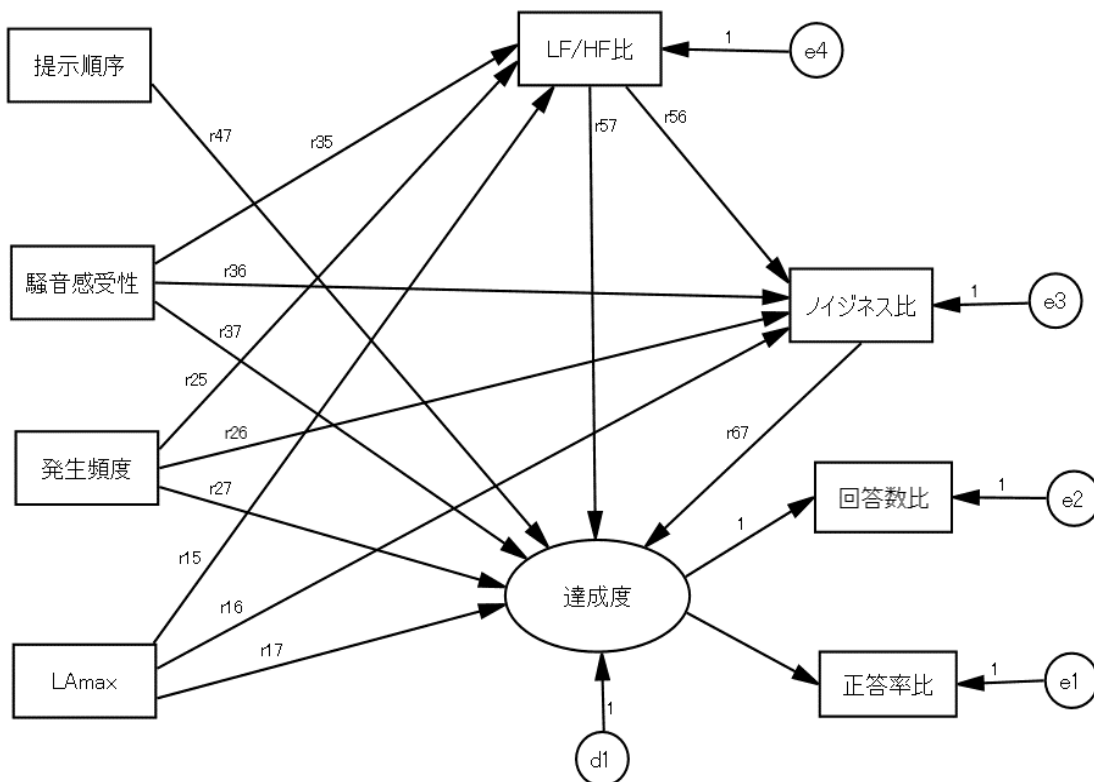 LF/HF比
1
e4
提示順序
r47
r35
r57
r56
騒音感受性
r36
ノイジネス比
1
e3
r37
r25
発生頻度
r26
r67
r27
回答数比
1
e2
1
r15
達成度
r16
r17
LAmax
正答率比
1
e1
1
d1